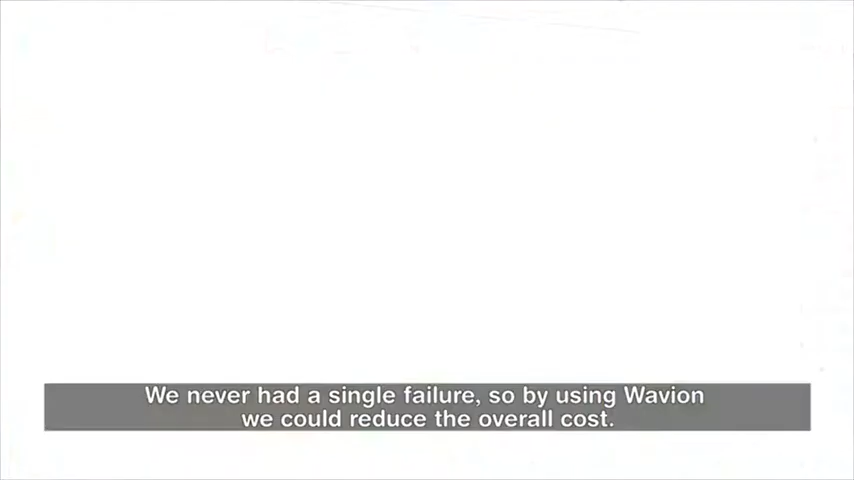 We never had a single failure, so by using Wavion
we could reduce the overall cost.